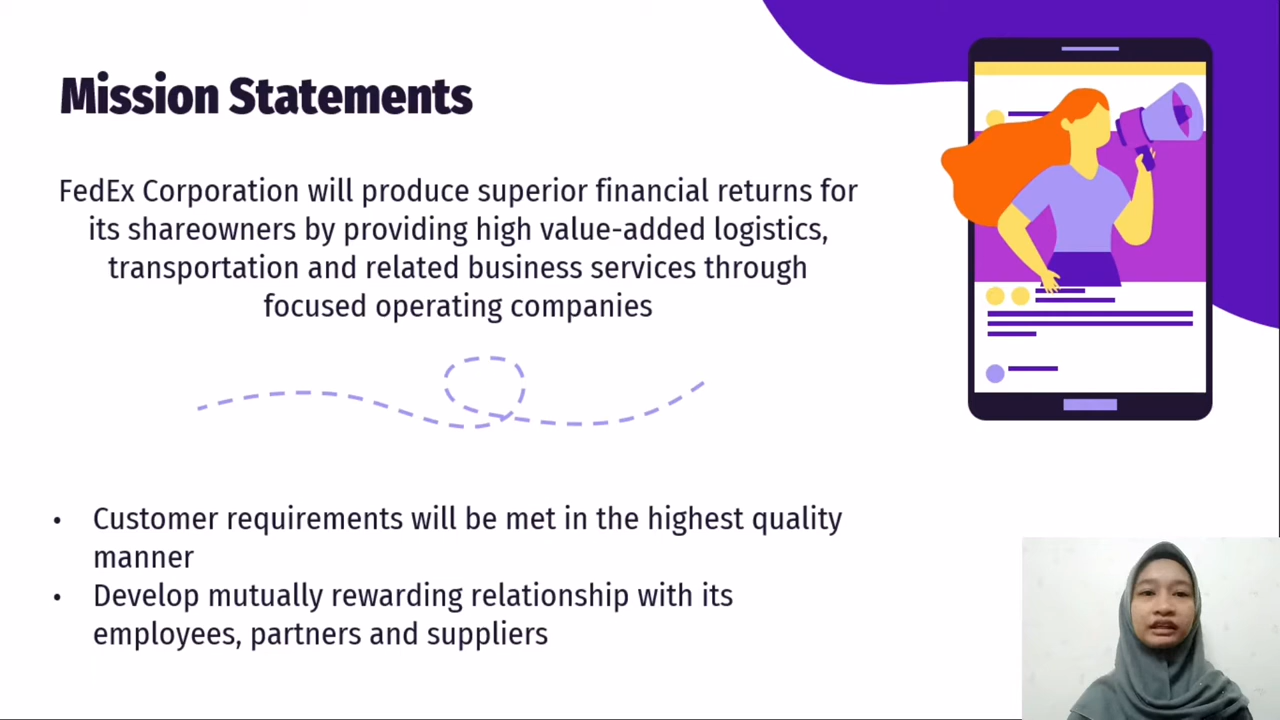 Mission Statements
FedEx Corporation will produce superior financial returns for
its shareowners by providing high value-added logistics,
transportation and related business services through
focused operating companies
• Customer requirements will be met in the highest quality
manner
• Develop mutually rewarding relationship with its
employees, partners and suppliers